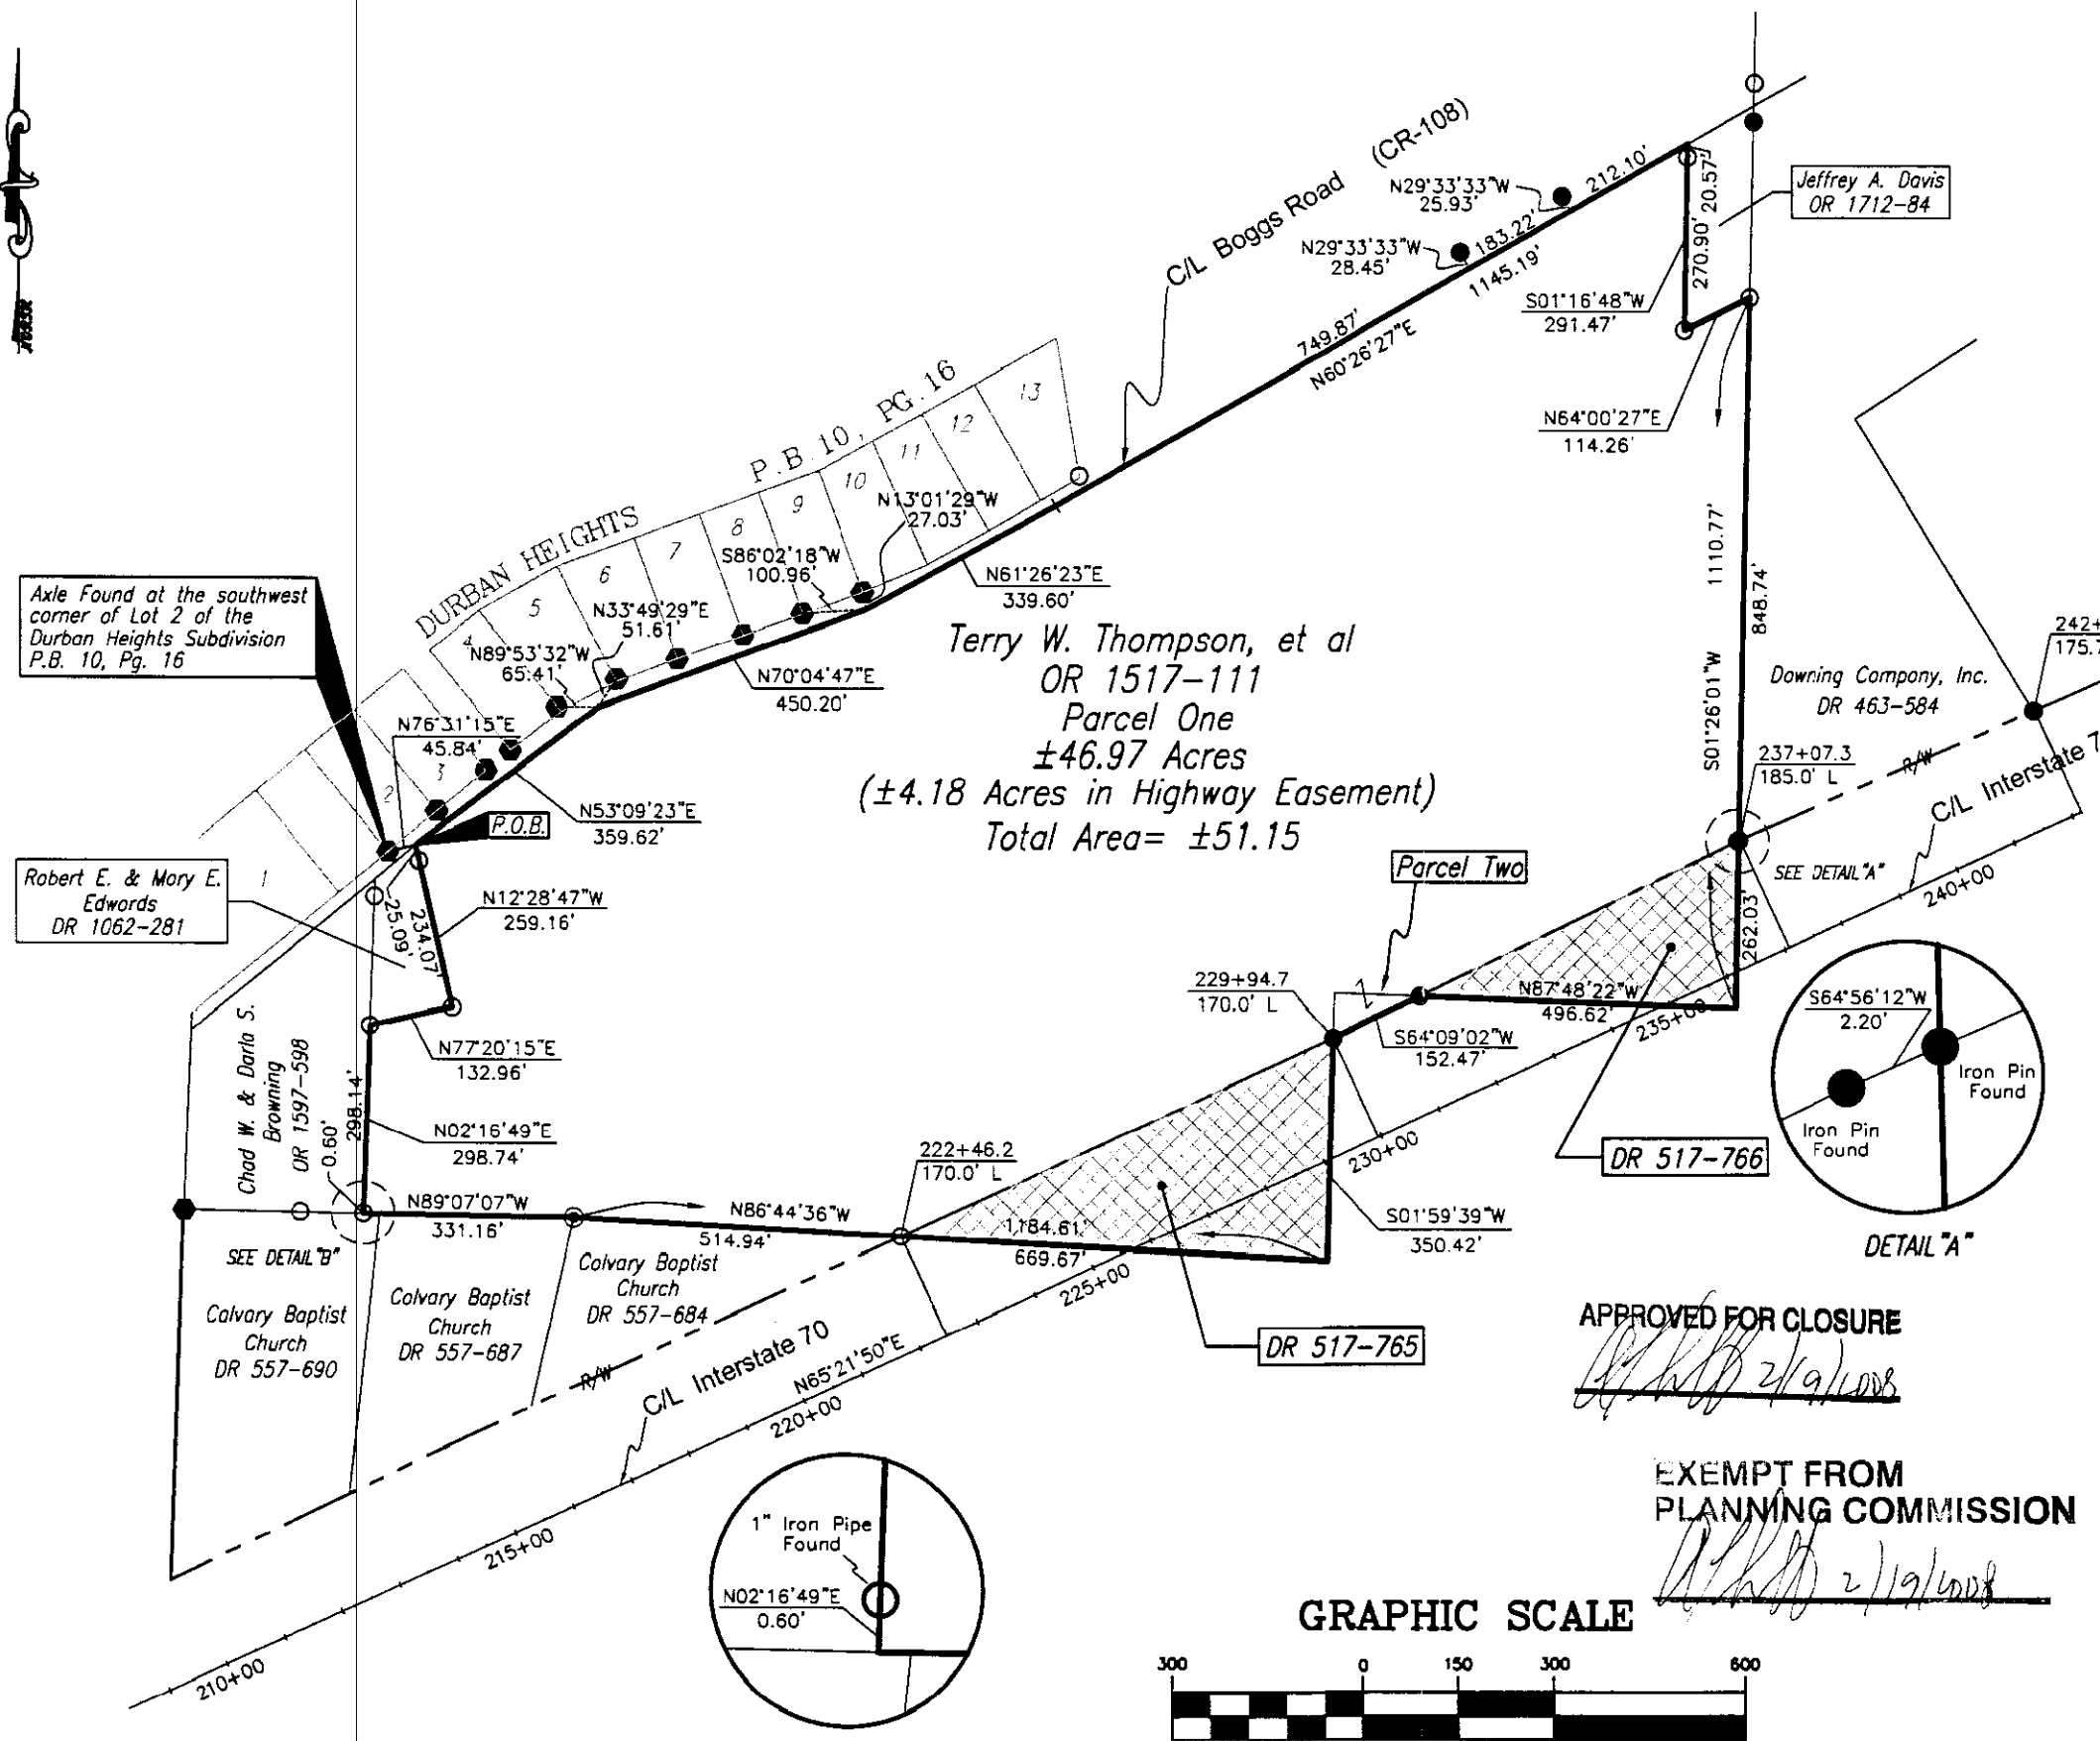 C/L Boggs Road (CR-108)
N29°33'33"W
25.93'
212.10'
20.57'
Jeffrey A. Davis
OR 1712-84
N29°33'33"W
28.45'
183.22'
1145.19'
270.90'
S01°16'48"W
291.47'
749.87'
N60°26'27"E
N64°00'27"E
114.26'
DURBAN HEIGHTS P.B. 10, PG. 16
13
12
11
10
9
8
7
6
5
4
3
2
1
N13°01'29"W
27.03'
S86°02'18"W
100.96'
N33°49'29"E
51.61'
N89°53'32"W
65.41'
N61°26'23"E
339.60'
1110.77'
S01°26'01"W
848.74'
Axle Found at the southwest
corner of Lot 2 of the
Durban Heights Subdivision
P.B. 10, Pg. 16
N70°04'47"E
450.20'
Terry W. Thompson, et al
OR 1517-111
Parcel One
±46.97 Acres
(±4.18 Acres in Highway Easement)
Total Area= ±51.15
242+
175.7
Downing Company, Inc.
DR 463-584
N76°31'15"E
45.84'
237+07.3
185.0' L
R/W
C/L Interstate 7
N53°09'23"E
359.62'
P.O.B.
Robert E. & Mary E.
Edwards
DR 1062-281
N12°28'47"W
259.16'
25.09'
234.07'
Parcel Two
SEE DETAIL "A"
240+00
262.03'
229+94.7
170.0' L
Z
N87°48'22"W
496.62'
235+00
S64°09'02"W
152.47'
S64°56'12"W
2.20'
Iron Pin
Found
Iron Pin
Found
DETAIL "A"
N77°20'15"E
132.96'
Chad W. & Darla S.
Browning
OR 1597-598
0.60'
298.14'
N02°16'49"E
298.74'
222+46.2
170.0' L
230+00
DR 517-766
N89°07'07"W
331.16'
N86°44'36"W
514.94'
1184.61'
669.67'
S01°59'39"W
350.42'
SEE DETAIL "B"
Calvary Baptist
Church
DR 557-690
Calvary Baptist
Church
DR 557-687
Calvary Baptist
Church
DR 557-684
225+00
DR 517-765
R/W
C/L Interstate 70
N65°21'50"E
220+00
215+00
210+00
APPROVED FOR CLOSURE
2/19/2008
1" Iron Pipe
Found
N02°16'49"E
0.60'
EXEMPT FROM
PLANNING COMMISSION
2/19/2008
GRAPHIC SCALE
300 0 150 300 600